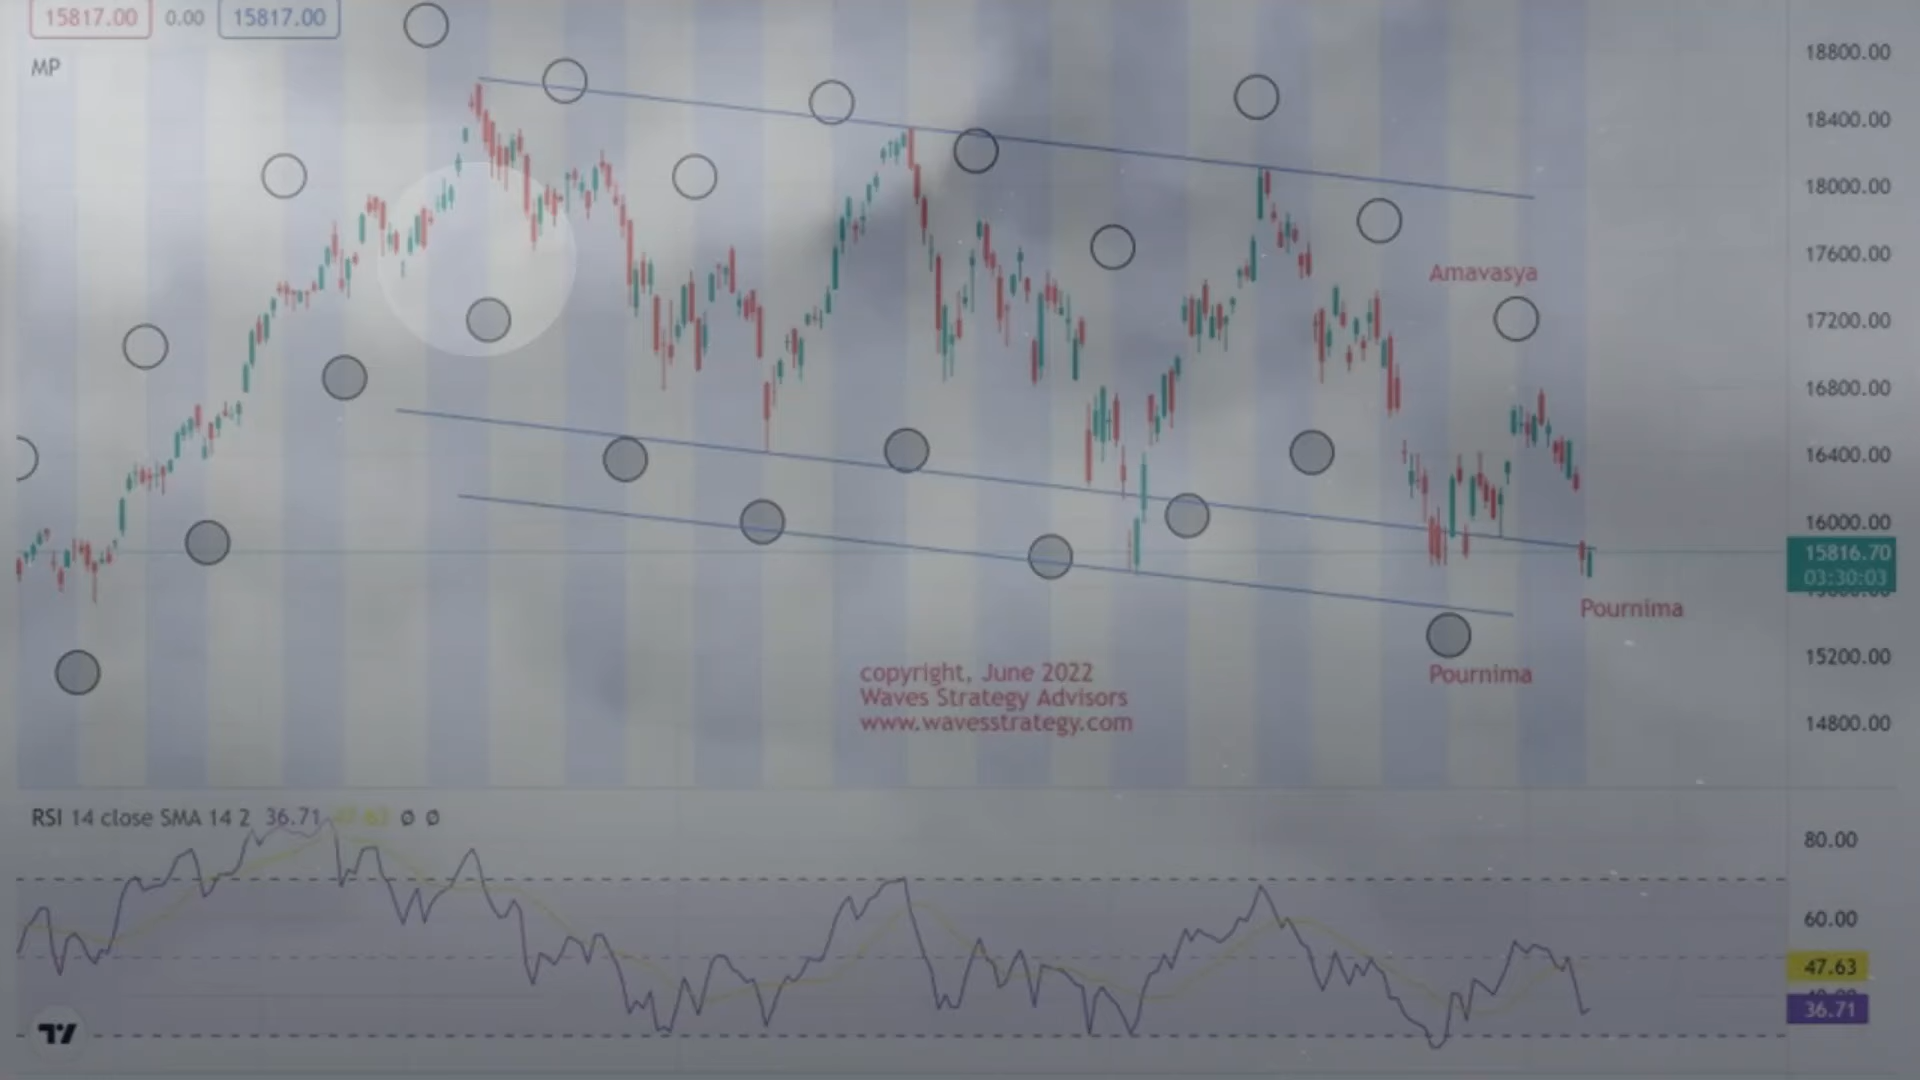 15817.00 0.00 15817.00
MP
18800.00
18400.00
18000.00
17600.00
Amavasya
17200.00
16800.00
16400.00
16000.00
15816.70
03:30:03
Pournima
15200.00
copyright, June 2022
Pournima
Waves Strategy Advisors
www.wavesstrategy.com
14800.00
RSI 14 close SMA 14 2 36.71 47.63 Ø Ø
80.00
60.00
47.63
36.71